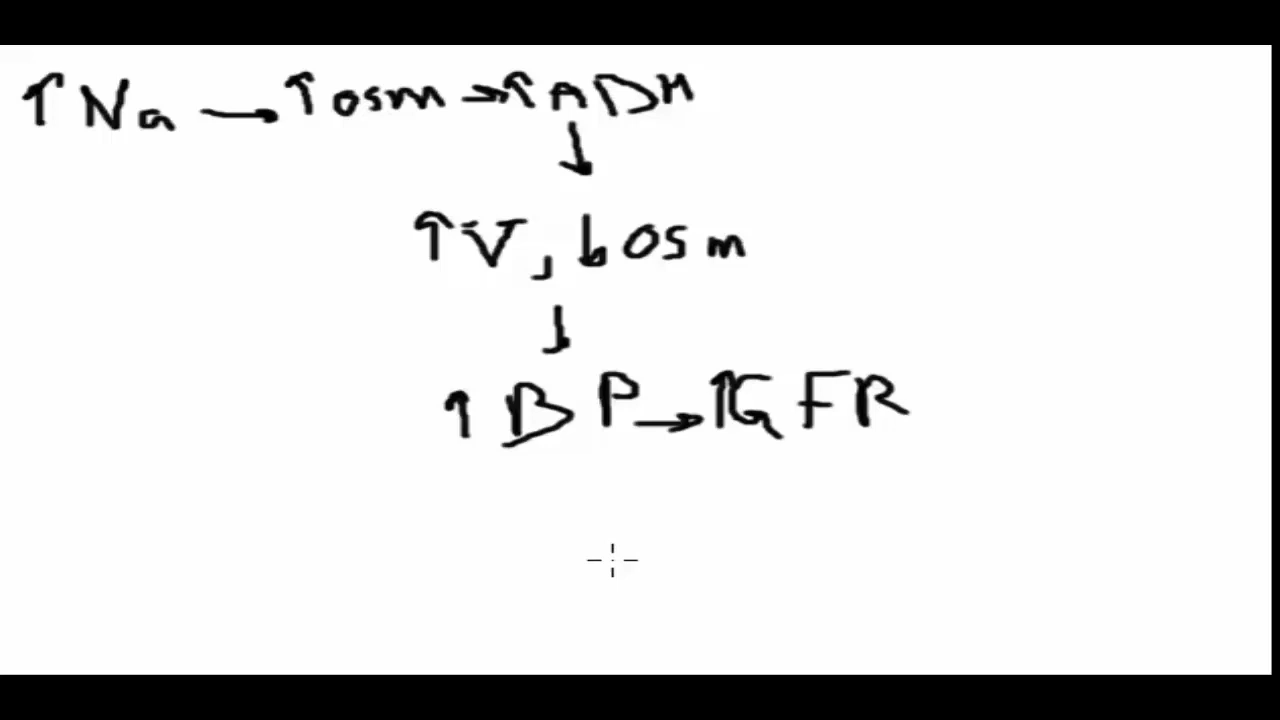 ↑ Na → ↑ osm → ↑ ADH
↓
↑ V, ↓ osm
↓
↑ BP → ↑ GFR